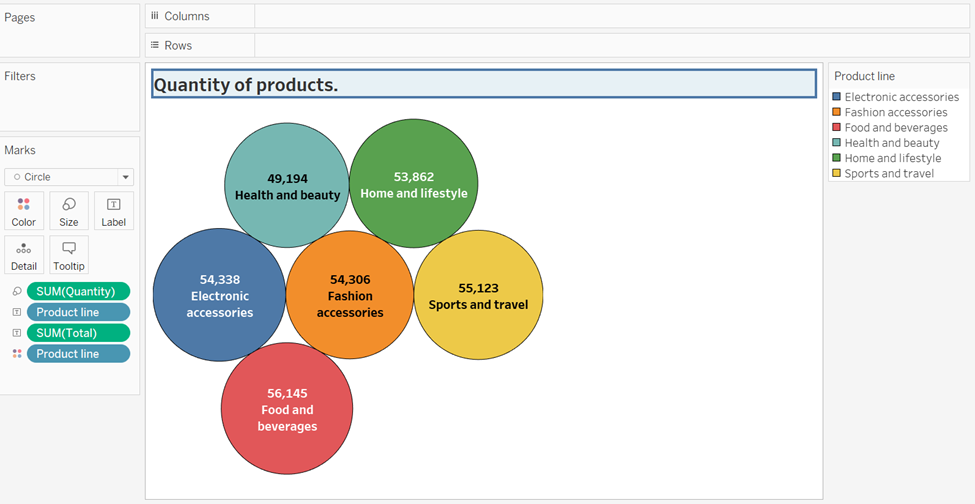 Pages
Columns
Rows
Filters
Marks
Circle
Color
Size
Label
Detail
Tooltip
SUM(Quantity)
Product line
SUM(Total)
Product line
Quantity of products.
49,194
Health and beauty
53,862
Home and lifestyle
54,338
Electronic
accessories
54,306
Fashion
accessories
55,123
Sports and travel
56,145
Food and
beverages
Product line
Electronic accessories
Fashion accessories
Food and beverages
Health and beauty
Home and lifestyle
Sports and travel